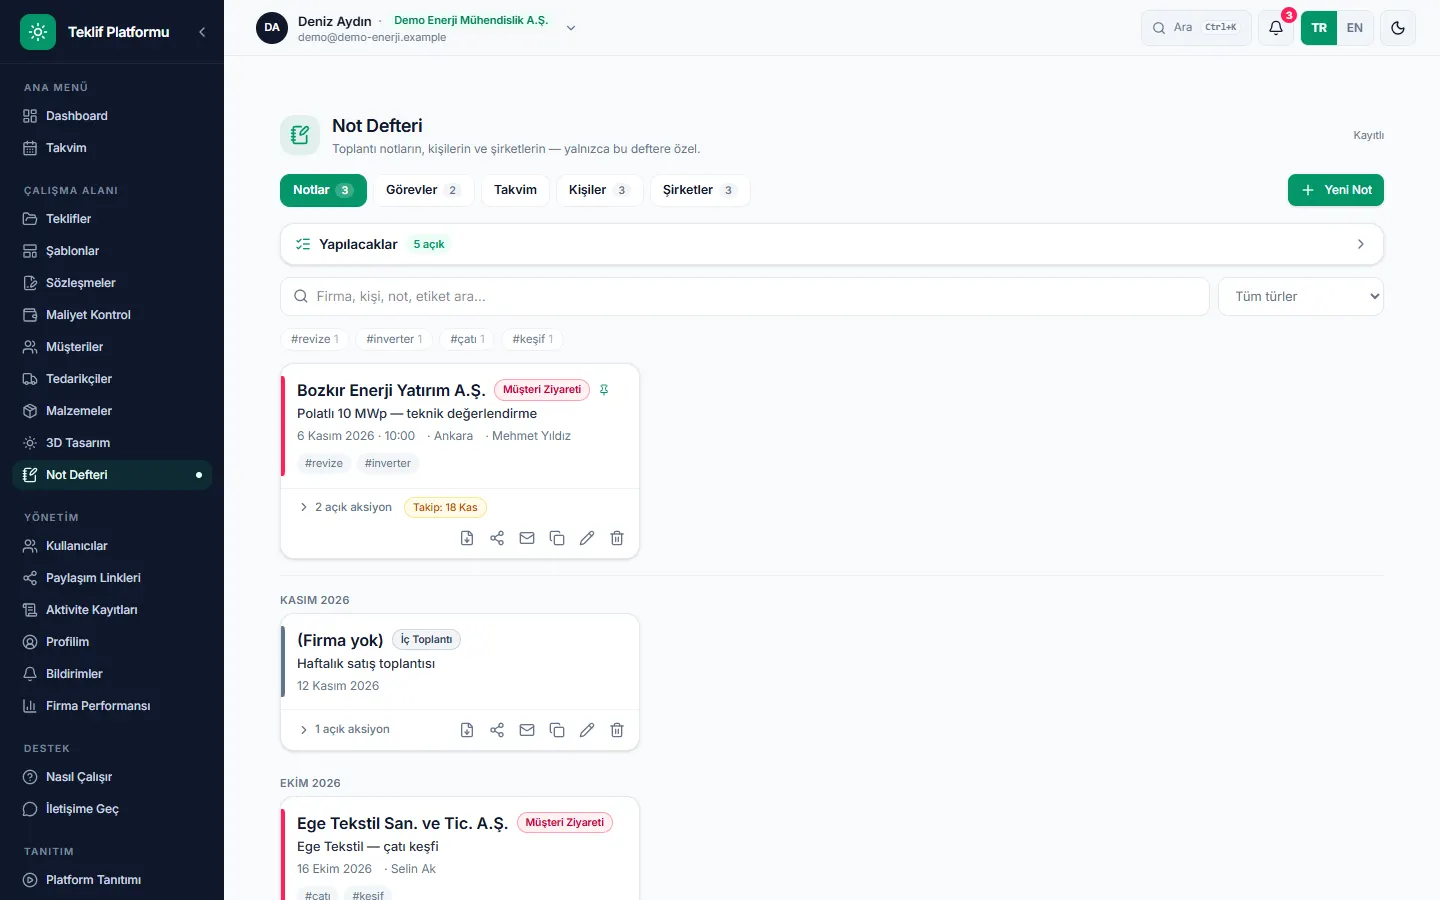 Teklif Platformu
ANA MENÜ
Dashboard
Takvim
ÇALIŞMA ALANI
Teklifler
Şablonlar
Sözleşmeler
Maliyet Kontrol
Müşteriler
Tedarikçiler
Malzemeler
3D Tasarım
Not Defteri
YÖNETİM
Kullanıcılar
Paylaşım Linkleri
Aktivite Kayıtları
Profilim
Bildirimler
Firma Performansı
DESTEK
Nasıl Çalışır
İletişime Geç
TANITIM
Platform Tanıtımı
DA
Deniz Aydın · Demo Enerji Mühendislik A.Ş.
demo@demo-enerji.example
Ara Ctrl+K
3
TR EN
Not Defteri
Toplantı notların, kişilerin ve şirketlerin — yalnızca bu deftere özel.
Kayıtlı
Notlar 3 Görevler 2 Takvim Kişiler 3 Şirketler 3
Yeni Not
Yapılacaklar 5 açık
Firma, kişi, not, etiket ara...
Tüm türler
#revize 1 #inverter 1 #çatı 1 #keşif 1
Bozkır Enerji Yatırım A.Ş. Müşteri Ziyareti
Polatlı 10 MWp — teknik değerlendirme
6 Kasım 2026 · 10:00 · Ankara · Mehmet Yıldız
#revize #inverter
2 açık aksiyon Takip: 18 Kas
KASIM 2026
(Firma yok) İç Toplantı
Haftalık satış toplantısı
12 Kasım 2026
1 açık aksiyon
EKİM 2026
Ege Tekstil San. ve Tic. A.Ş. Müşteri Ziyareti
Ege Tekstil — çatı keşfi
16 Ekim 2026 · Selin Ak
#çatı #keşif